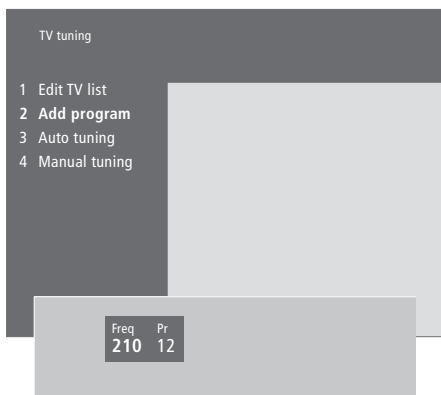 TV tuning
1 Edit TV list
2 Add program
3 Auto tuning
4 Manual tuning
Freq Pr
210 12